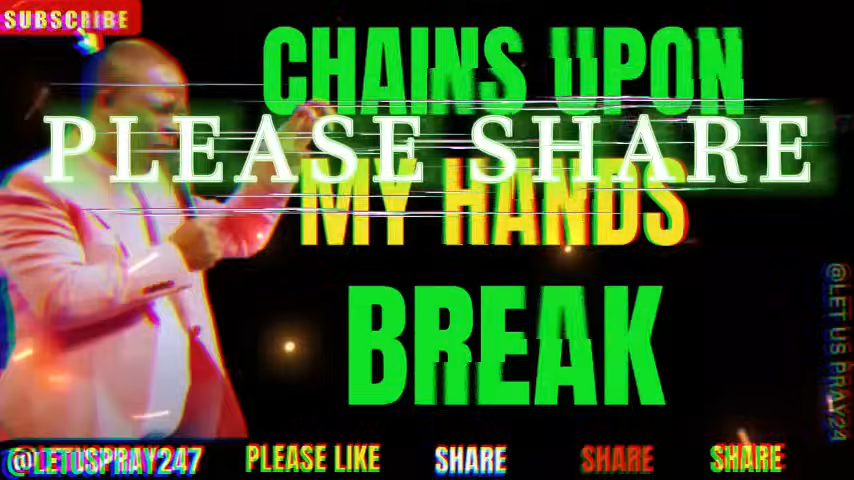 SUBSCRIBE
CHAINS UPON
PLEASE SHARE
MY HANDS
BREAK
@LET US PRAY24
@LETUSPRAY247 PLEASE LIKE SHARE SHARE SHARE